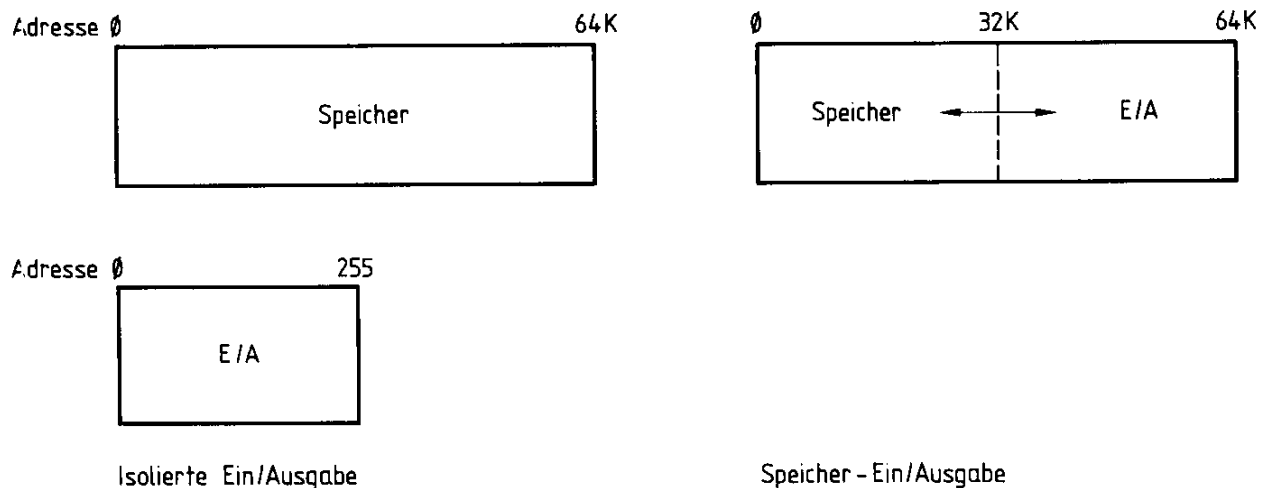 Adresse Ø 64K
Speicher
Adresse Ø 255
E/A
Isolierte Ein/Ausgabe
Ø 32K 64K
Speicher E/A
Speicher-Ein/Ausgabe